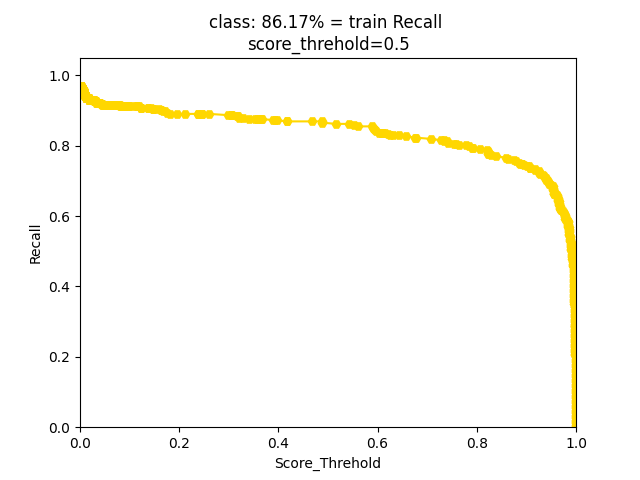 class: 86.17% = train Recall
score_threhold=0.5
1.0
0.8
0.6
0.4
0.2
0.0
Recall
0.0 0.2 0.4 0.6 0.8 1.0
Score_Threhold